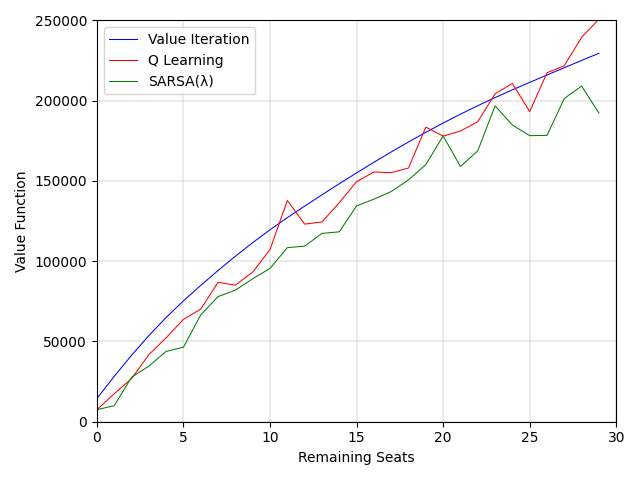 250000
200000
150000
100000
50000
0
Value Function
Value Iteration
Q Learning
SARSA(λ)
0 5 10 15 20 25 30
Remaining Seats